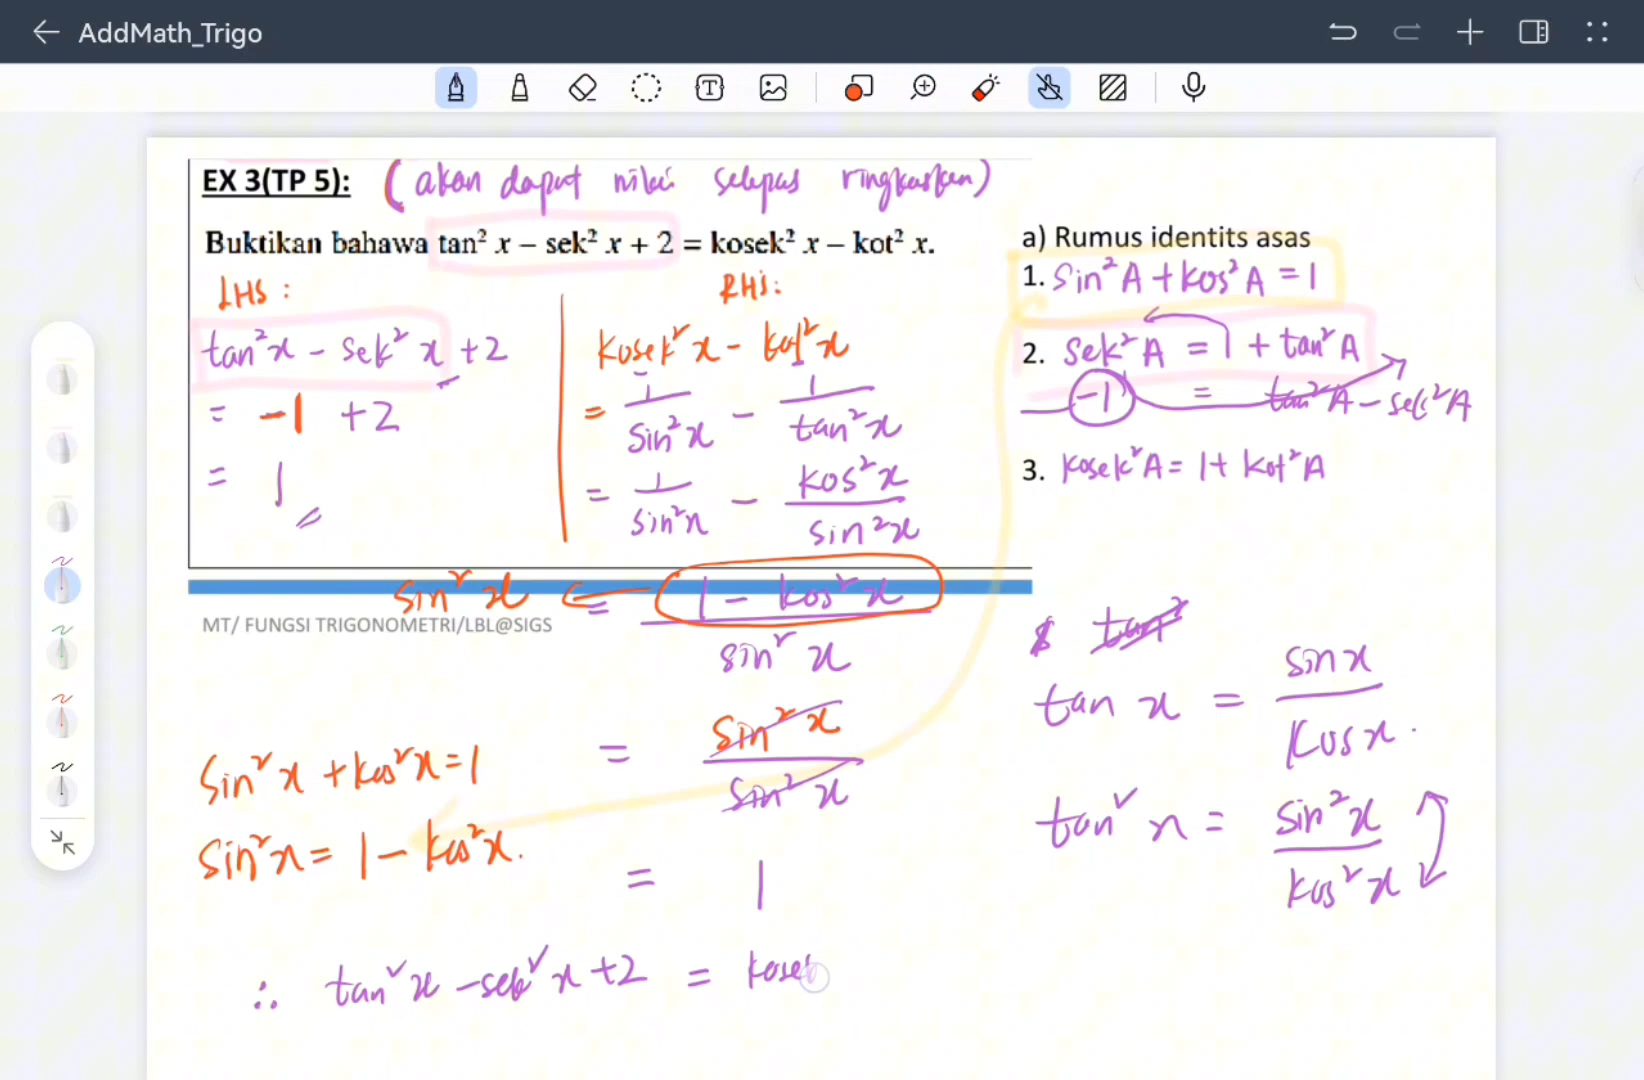 AddMath_Trigo
EX 3(TP 5): (akan dapat nilai selepas ringkaskan)
Buktikan bahawa tan² x – sek² x + 2 = kosek² x – kot² x.
LHS :
tan²x - sek²x +2
= -1 +2
= 1
RHS:
kosek²x - kot²x
= 1/sin²x - 1/tan²x
= 1/sin²x - kos²x/sin²x
sin²x ← = (1 - kos²x)/sin²x
= sin²x/sin²x
= 1
MT/ FUNGSI TRIGONOMETRI/LBL@SIGS
sin²x + kos²x = 1
sin²x = 1 - kos²x.
∴ tan²x - sek²x + 2 = kosek
a) Rumus identits asas
1. sin²A + kos²A = 1
2. sek²A = 1 + tan²A
-1 = tan²A - sek²A
3. kosek²A = 1 + kot²A
tan²
tan x = sin x/kos x.
tan²x = sin²x/kos²x